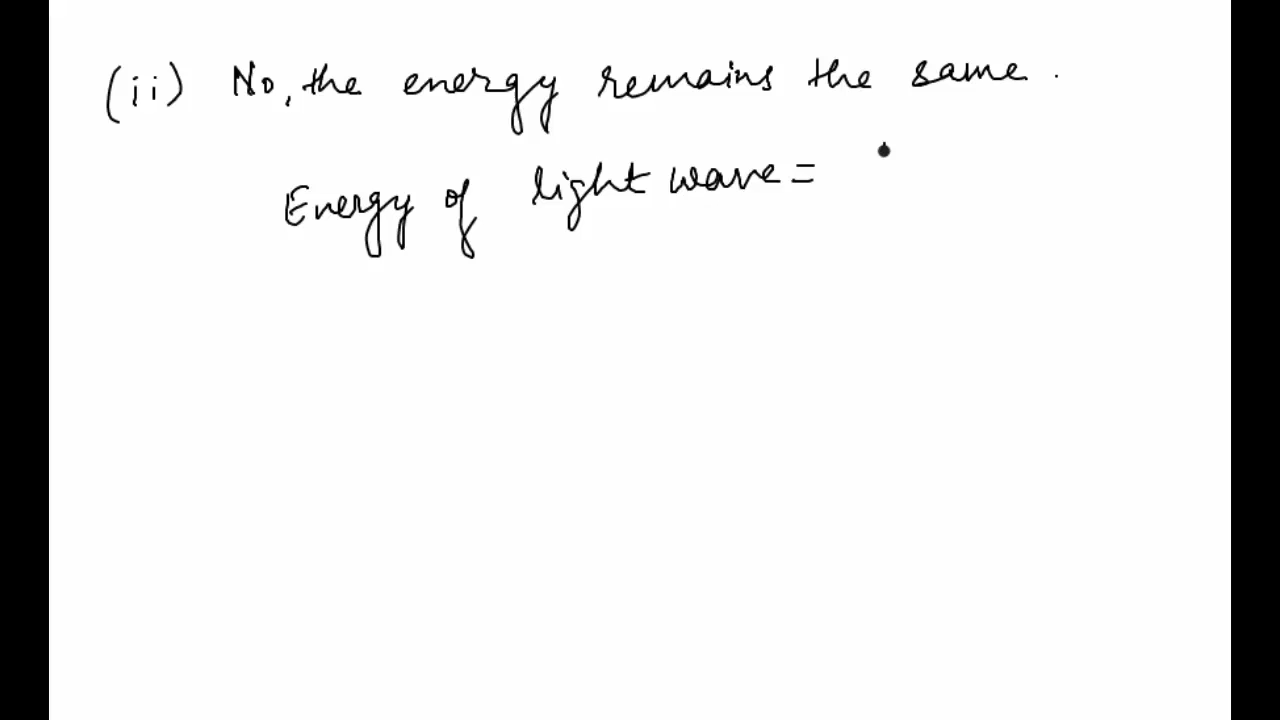 (ii) No, the energy remains the same.
Energy of light wave =